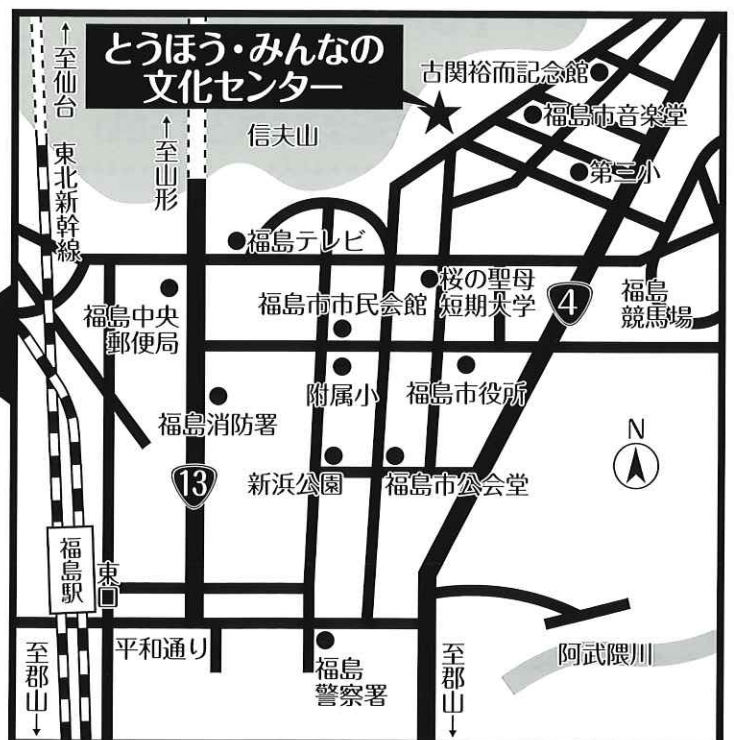 とうほう・みんなの
文化センター
↑至仙台
東北新幹線
↑至山形
信夫山
古関裕而記念館
福島市音楽堂
第三小
福島テレビ
福島中央
郵便局
福島市市民会館
桜の聖母
短期大学
4
福島
競馬場
附属小
福島市役所
福島消防署
13
新浜公園
福島市公会堂
N
福島駅
東口
平和通り
福島
警察署
至郡山↓
至郡山↓
阿武隈川